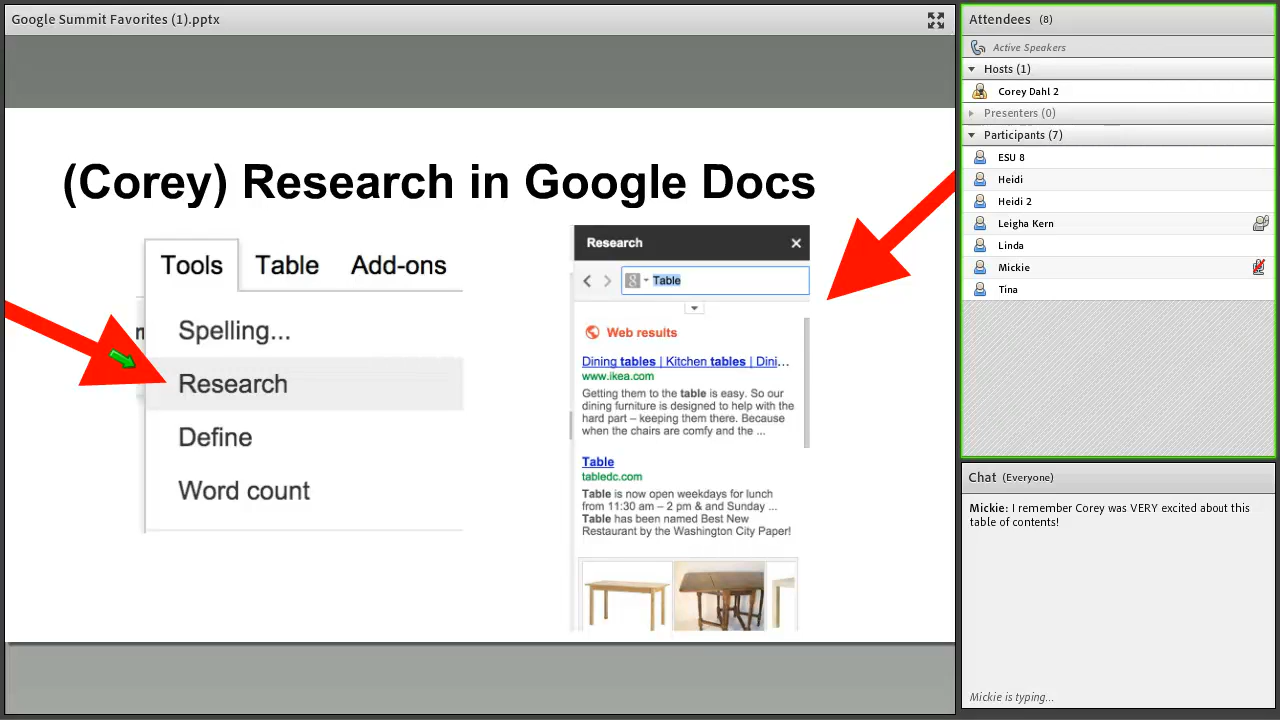 Google Summit Favorites (1).pptx
(Corey) Research in Google Docs
Tools Table Add-ons
Spelling...
Research
Define
Word count
Research
Table
Web results
Dining tables | Kitchen tables | Dini...
www.ikea.com
Getting them to the table is easy. So our
dining furniture is designed to help with the
hard part – keeping them there. Because
when the chairs are comfy and the ...
Table
tabledc.com
Table is now open weekdays for lunch
from 11:30 am – 2 pm & and Sunday ...
Table has been named Best New
Restaurant by the Washington City Paper!
Attendees (8)
Active Speakers
Hosts (1)
Corey Dahl 2
Presenters (0)
Participants (7)
ESU 8
Heidi
Heidi 2
Leigha Kern
Linda
Mickie
Tina
Chat (Everyone)
Mickie: I remember Corey was VERY excited about this
table of contents!
Mickie is typing...